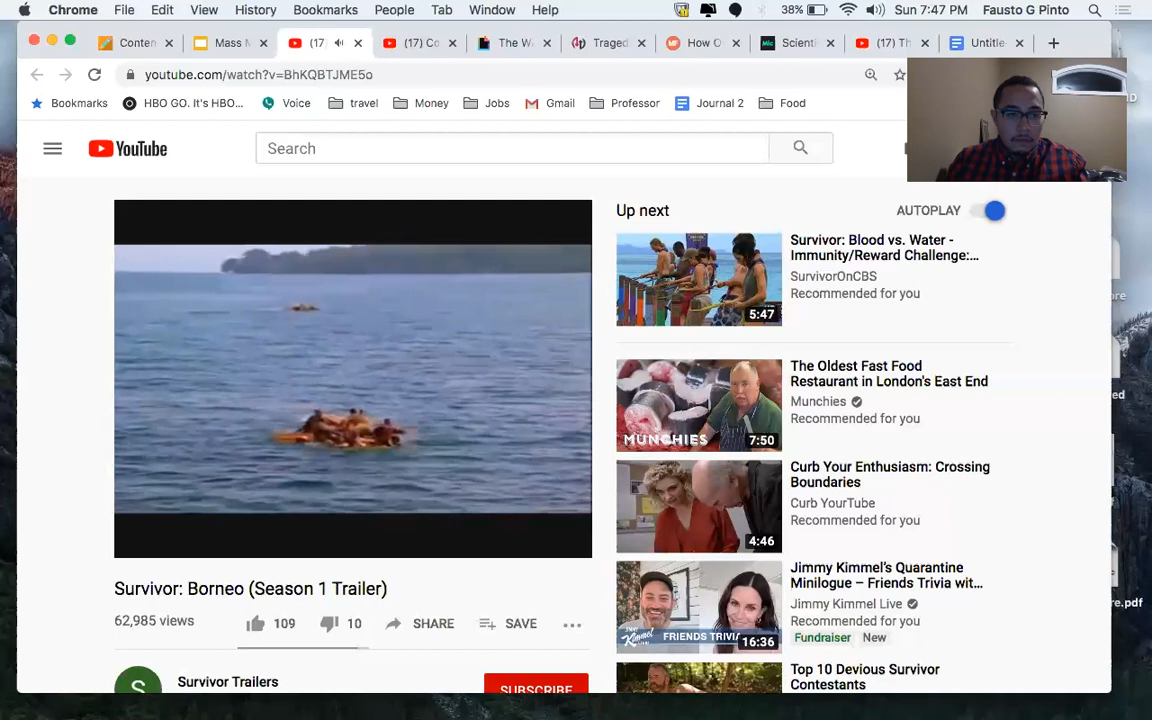 Chrome File Edit View History Bookmarks People Tab Window Help 38% Sun 7:47 PM Fausto G Pinto
Conten Mass M (17 (17) Co The W Traged How O Mic Scienti (17) Th Untitle
youtube.com/watch?v=BhKQBTJME5o
Bookmarks HBO GO. It's HBO... Voice travel Money Jobs Gmail Professor Journal 2 Food
YouTube
Search
Up next AUTOPLAY
Survivor: Blood vs. Water -
Immunity/Reward Challenge:...
SurvivorOnCBS
Recommended for you
5:47
The Oldest Fast Food
Restaurant in London's East End
Munchies
Recommended for you
MUNCHIES 7:50
Curb Your Enthusiasm: Crossing
Boundaries
Curb YourTube
Recommended for you
4:46
Jimmy Kimmel's Quarantine
Minilogue – Friends Trivia wit...
Jimmy Kimmel Live
Recommended for you
Fundraiser New
FRIENDS TRIVIA 16:36
Top 10 Devious Survivor
Contestants
Survivor: Borneo (Season 1 Trailer)
62,985 views 109 10 SHARE SAVE
S Survivor Trailers SUBSCRIBE
ore
ed
re.pdf